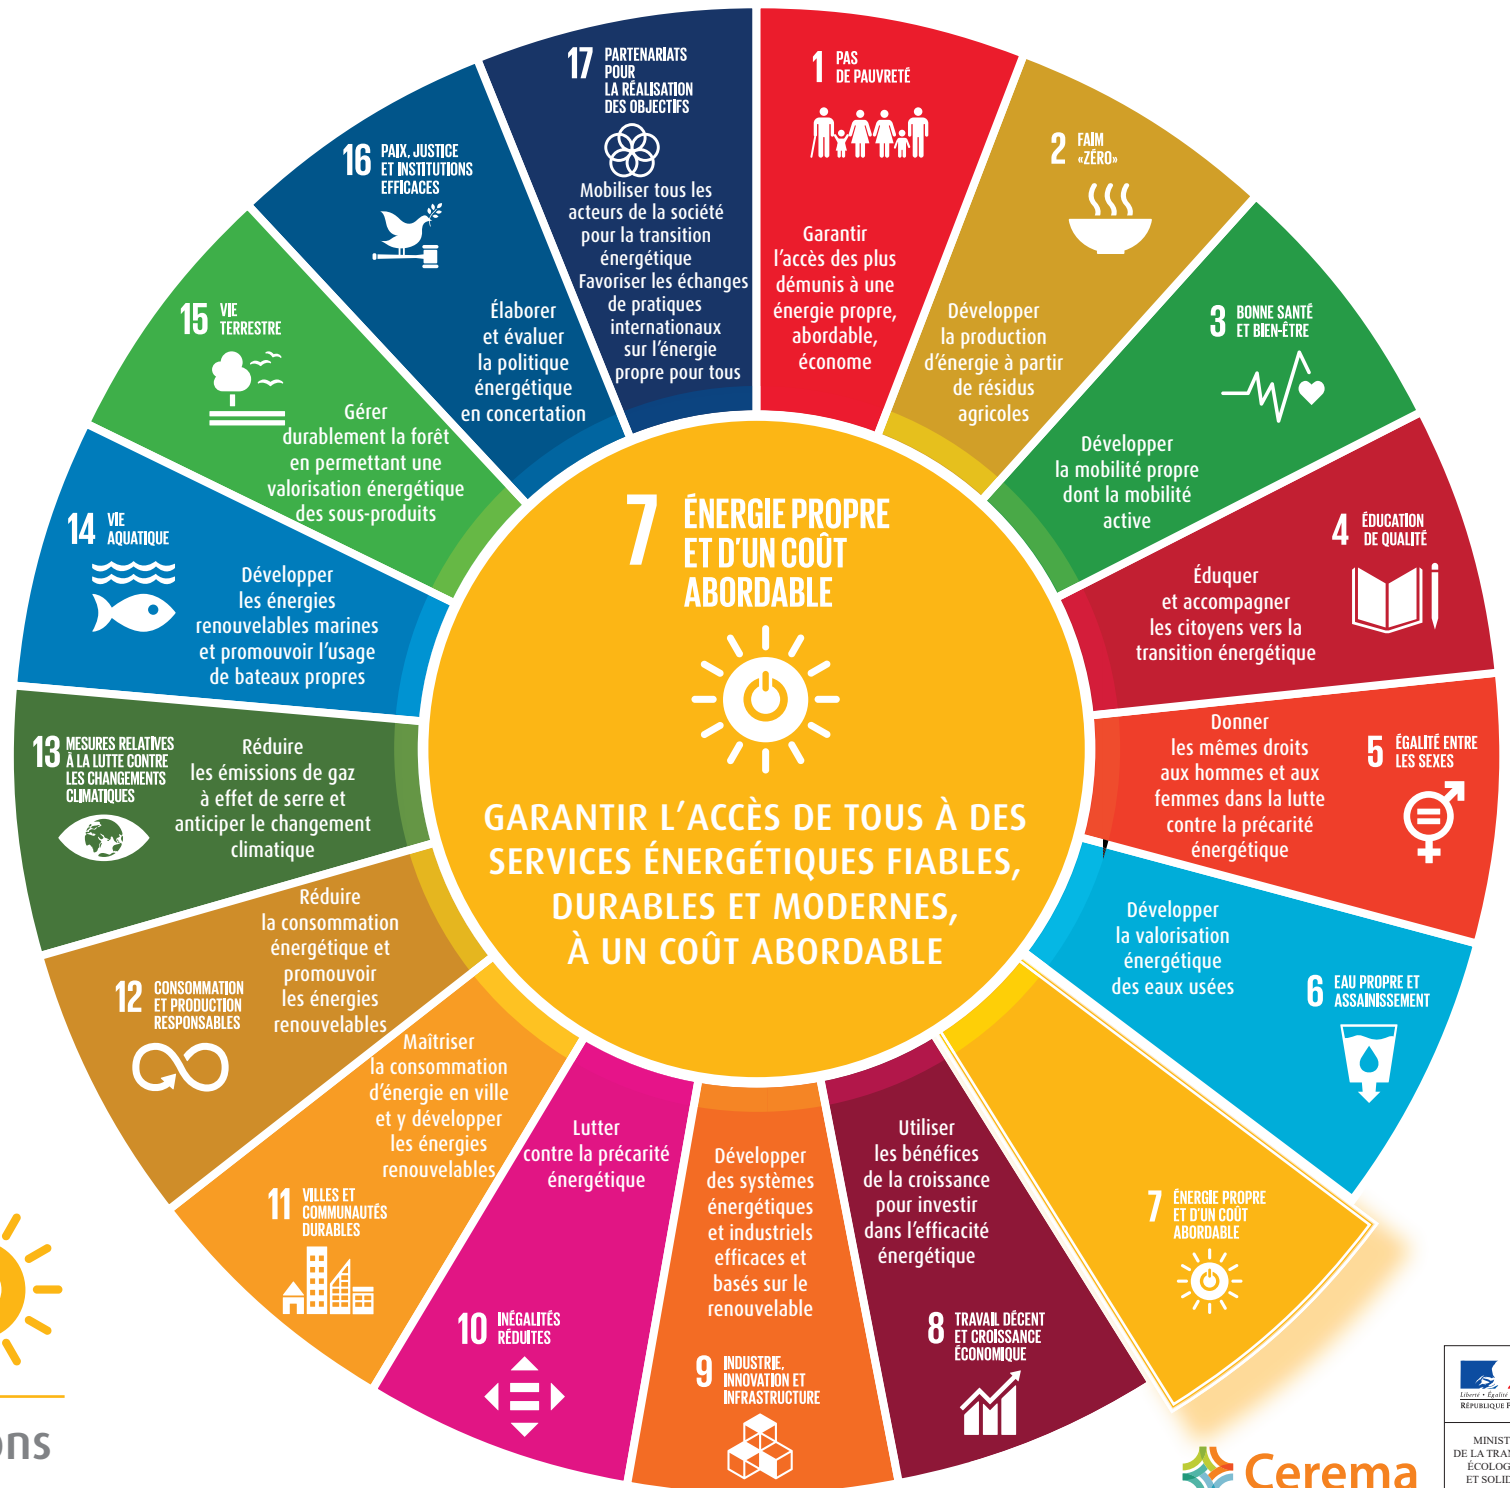 17 PARTENARIATS
POUR
LA RÉALISATION
DES OBJECTIFS
Mobiliser tous les
acteurs de la société
pour la transition
énergétique
Favoriser les échanges
de pratiques
internationaux
sur l'énergie
propre pour tous
1 PAS
DE PAUVRETÉ
Garantir
l'accès des plus
démunis à une
énergie propre,
abordable,
économe
2 FAIM
«ZÉRO»
Développer
la production
d'énergie à partir
de résidus
agricoles
3 BONNE SANTÉ
ET BIEN-ÊTRE
Développer
la mobilité propre
dont la mobilité
active
4 ÉDUCATION
DE QUALITÉ
Éduquer
et accompagner
les citoyens vers la
transition énergétique
5 ÉGALITÉ ENTRE
LES SEXES
Donner
les mêmes droits
aux hommes et aux
femmes dans la lutte
contre la précarité
énergétique
6 EAU PROPRE ET
ASSAINISSEMENT
Développer
la valorisation
énergétique
des eaux usées
7 ÉNERGIE PROPRE
ET D'UN COÛT
ABORDABLE
8 TRAVAIL DÉCENT
ET CROISSANCE
ÉCONOMIQUE
Utiliser
les bénéfices
de la croissance
pour investir
dans l'efficacité
énergétique
9 INDUSTRIE,
INNOVATION ET
INFRASTRUCTURE
Développer
des systèmes
énergétiques
et industriels
efficaces et
basés sur le
renouvelable
10 INÉGALITÉS
RÉDUITES
Lutter
contre la précarité
énergétique
11 VILLES ET
COMMUNAUTÉS
DURABLES
Maîtriser
la consommation
d'énergie en ville
et y développer
les énergies
renouvelables
12 CONSOMMATION
ET PRODUCTION
RESPONSABLES
Réduire
la consommation
énergétique et
promouvoir
les énergies
renouvelables
13 MESURES RELATIVES
À LA LUTTE CONTRE
LES CHANGEMENTS
CLIMATIQUES
Réduire
les émissions de gaz
à effet de serre et
anticiper le changement
climatique
14 VIE
AQUATIQUE
Développer
les énergies
renouvelables marines
et promouvoir l'usage
de bateaux propres
15 VIE
TERRESTRE
Gérer
durablement la forêt
en permettant une
valorisation énergétique
des sous-produits
16 PAIX, JUSTICE
ET INSTITUTIONS
EFFICACES
Élaborer
et évaluer
la politique
énergétique
en concertation
7 ÉNERGIE PROPRE
ET D'UN COÛT
ABORDABLE
GARANTIR L'ACCÈS DE TOUS À DES
SERVICES ÉNERGÉTIQUES FIABLES,
DURABLES ET MODERNES,
À UN COÛT ABORDABLE
ons
Cerema
Liberté • Égalité
RÉPUBLIQUE F
MINIST
DE LA TRAN
ÉCOLOG
ET SOLID